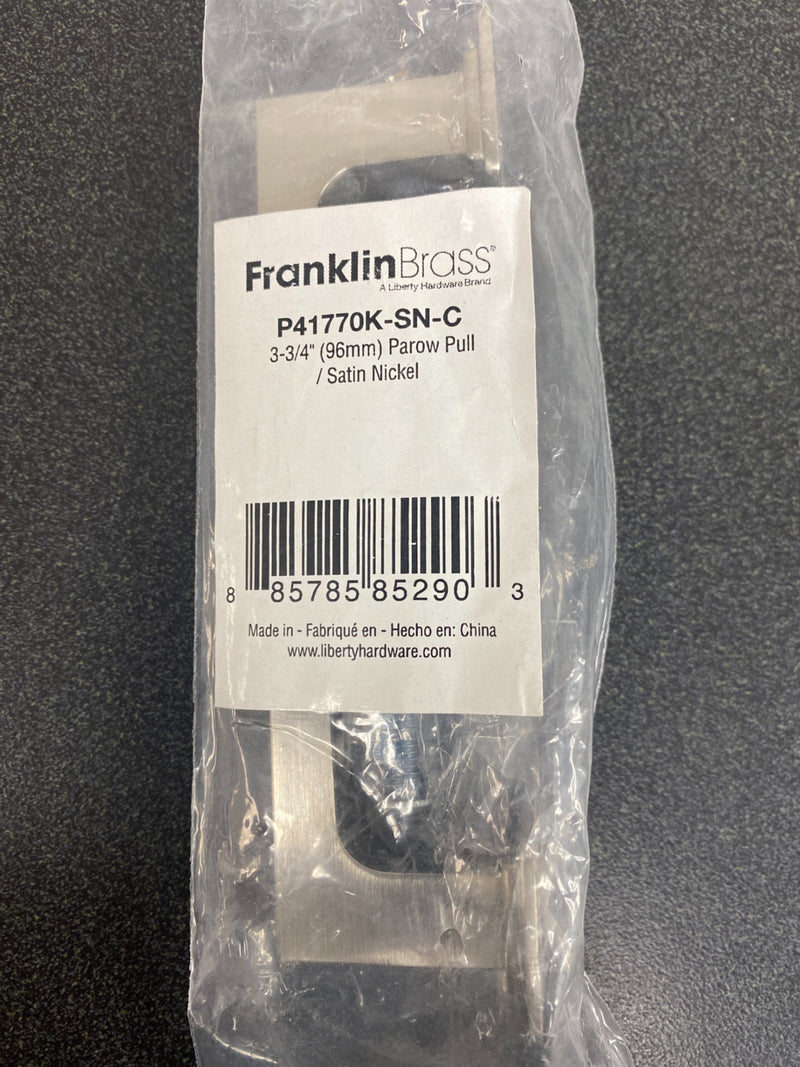 FranklinBrass®
A Liberty Hardware Brand
P41770K-SN-C
3-3/4" (96mm) Parow Pull
/ Satin Nickel
8 85785 85290 3
Made in - Fabriqué en - Hecho en: China
www.libertyhardware.com